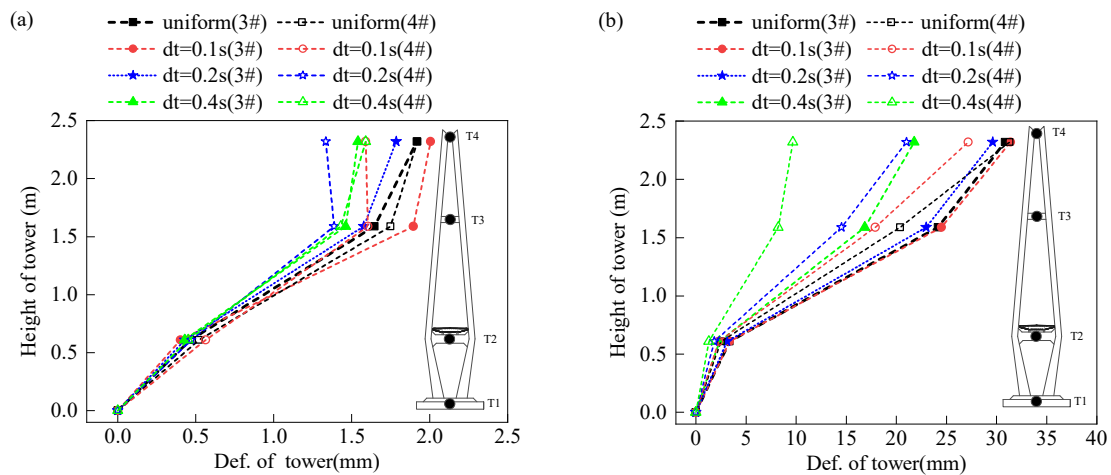 (a)
uniform(3#) uniform(4#)
dt=0.1s(3#) dt=0.1s(4#)
dt=0.2s(3#) dt=0.2s(4#)
dt=0.4s(3#) dt=0.4s(4#)
2.5
2.0
1.5
1.0
0.5
0.0
Height of tower (m)
T4
T3
T2
T1
0.0 0.5 1.0 1.5 2.0 2.5
Def. of tower(mm)
(b)
uniform(3#) uniform(4#)
dt=0.1s(3#) dt=0.1s(4#)
dt=0.2s(3#) dt=0.2s(4#)
dt=0.4s(3#) dt=0.4s(4#)
2.5
2.0
1.5
1.0
0.5
0.0
Height of tower (m)
T4
T3
T2
T1
0 5 10 15 20 25 30 35 40
Def. of tower(mm)